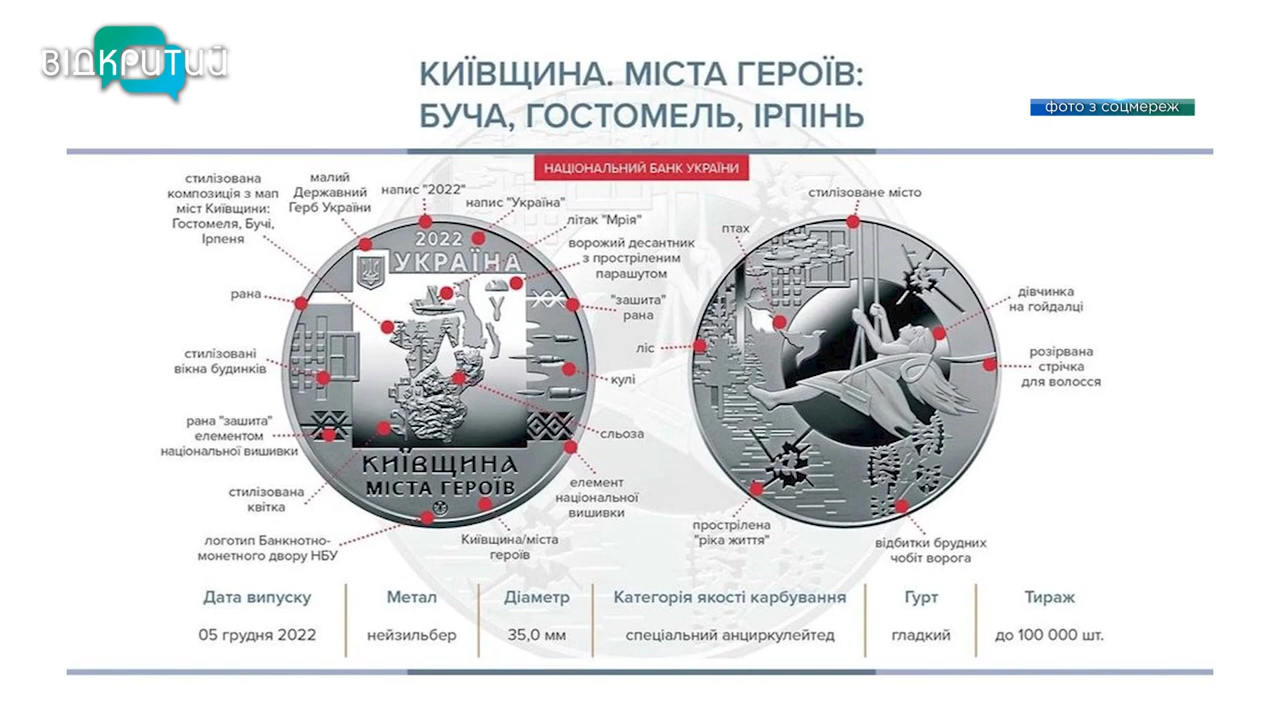 ВІДКРИТИЙ
КИЇВЩИНА. МІСТА ГЕРОЇВ:
БУЧА, ГОСТОМЕЛЬ, ІРПІНЬ
фото з соцмереж
НАЦІОНАЛЬНИЙ БАНК УКРАЇНИ
стилізована
композиція з мап
міст Київщини:
Гостомеля, Бучі,
Ірпеня
малий
Державний
Герб України
напис "2022"
напис "Україна"
літак "Мрія"
ворожий десантник
з простріленим
парашутом
рана
"зашита"
рана
стилізовані
вікна будинків
кулі
рана "зашита"
елементом
національної вишивки
сльоза
стилізована
квітка
елемент
національної
вишивки
логотип Банкнотно-
монетного двору НБУ
Київщина/міста
героїв
2022
УКРАЇНА
КИЇВЩИНА
МІСТА ГЕРОЇВ
стилізоване місто
птах
дівчинка
на гойдалці
ліс
розірвана
стрічка
для волосся
прострілена
"ріка життя"
відбитки брудних
чобіт ворога
Дата випуску
Метал
Діаметр
Категорія якості карбування
Гурт
Тираж
05 грудня 2022
нейзильбер
35,0 мм
спеціальний анциркулейтед
гладкий
до 100 000 шт.